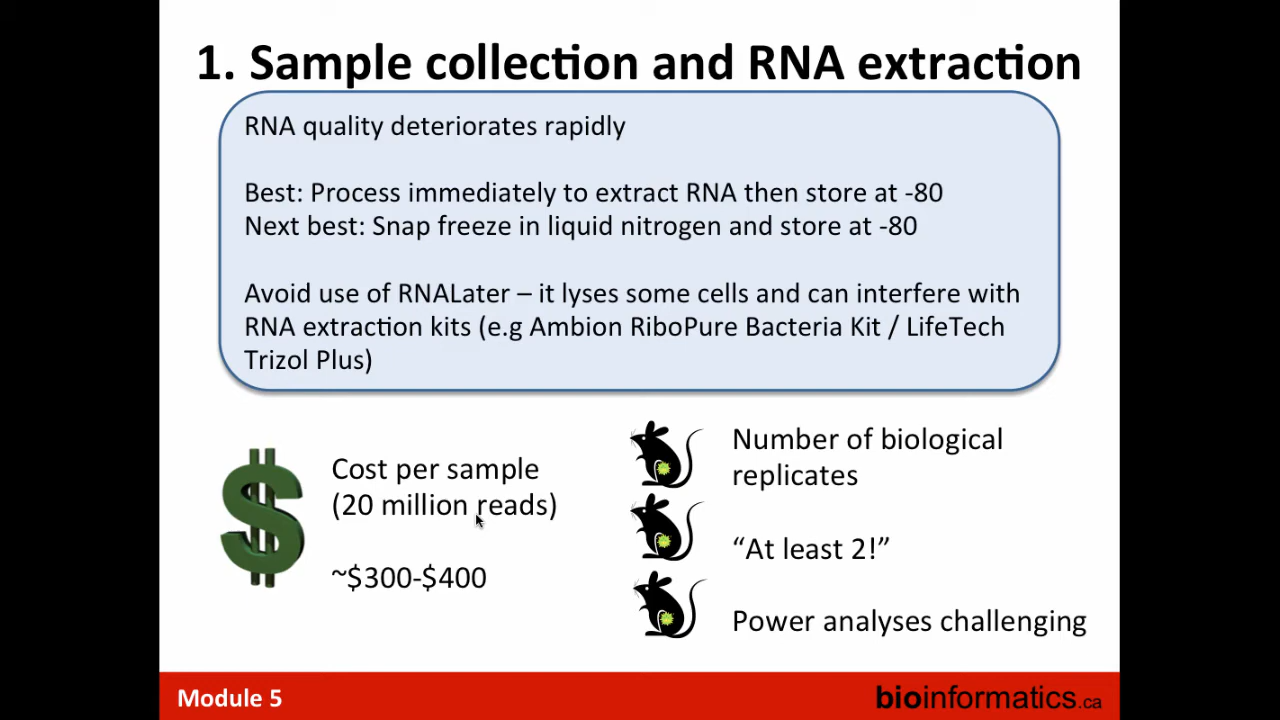 1. Sample collection and RNA extraction
RNA quality deteriorates rapidly
Best: Process immediately to extract RNA then store at -80
Next best: Snap freeze in liquid nitrogen and store at -80
Avoid use of RNALater – it lyses some cells and can interfere with
RNA extraction kits (e.g Ambion RiboPure Bacteria Kit / LifeTech
Trizol Plus)
Cost per sample
(20 million reads)
~$300-$400
Number of biological
replicates
“At least 2!”
Power analyses challenging
Module 5
bioinformatics.ca